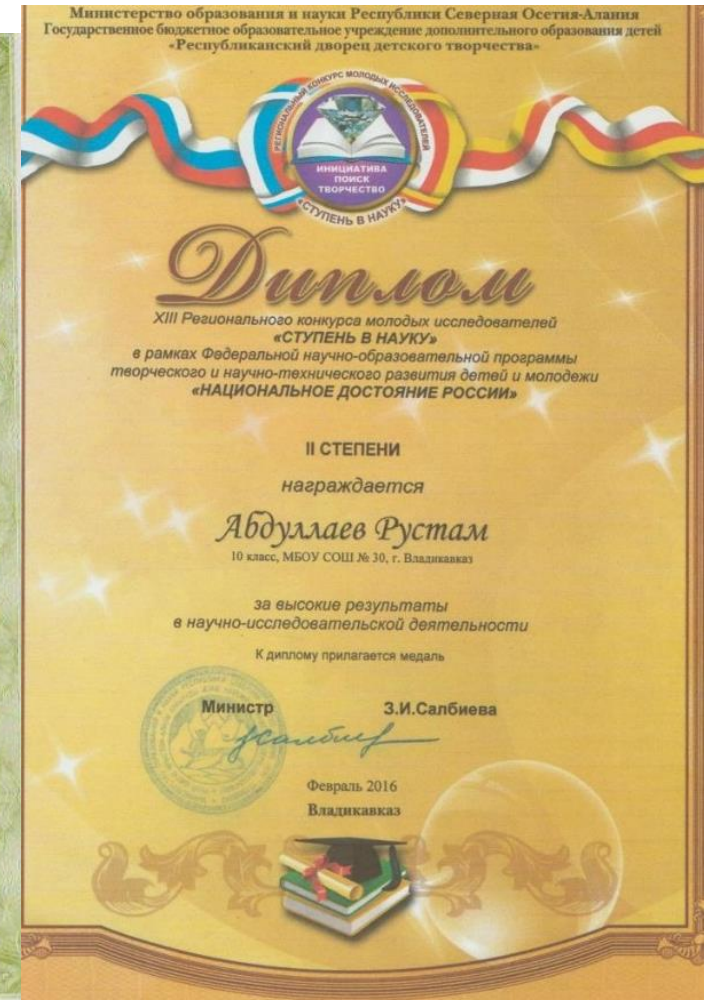 Министерство образования и науки Республики Северная Осетия-Алания
Государственное бюджетное образовательное учреждение дополнительного образования детей
«Республиканский дворец детского творчества»
РЕГИОНАЛЬНЫЙ КОНКУРС МОЛОДЫХ ИССЛЕДОВАТЕЛЕЙ
ИНИЦИАТИВА
ПОИСК
ТВОРЧЕСТВО
«СТУПЕНЬ В НАУКУ»
Диплом
XIII Регионального конкурса молодых исследователей
«СТУПЕНЬ В НАУКУ»
в рамках Федеральной научно-образовательной программы
творческого и научно-технического развития детей и молодежи
«НАЦИОНАЛЬНОЕ ДОСТОЯНИЕ РОССИИ»
II СТЕПЕНИ
награждается
Абдуллаев Рустам
10 класс, МБОУ СОШ № 30, г. Владикавказ
за высокие результаты
в научно-исследовательской деятельности
К диплому прилагается медаль
Министр З.И.Салбиева
Февраль 2016
Владикавказ